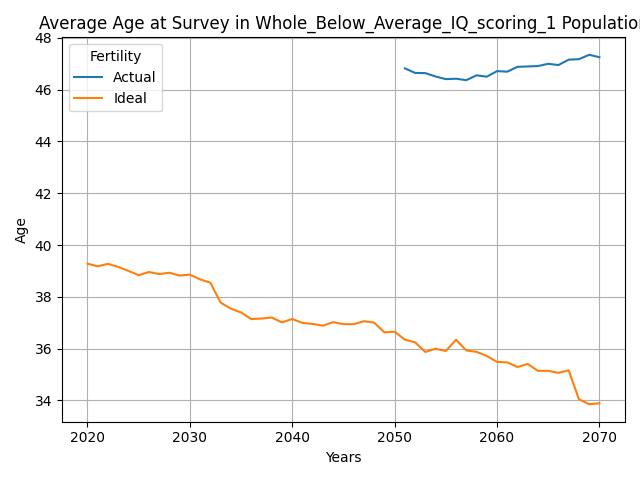 Average Age at Survey in Whole_Below_Average_IQ_scoring_1 Population
Fertility
Actual
Ideal
48
46
44
42
40
38
36
34
Age
2020 2030 2040 2050 2060 2070
Years